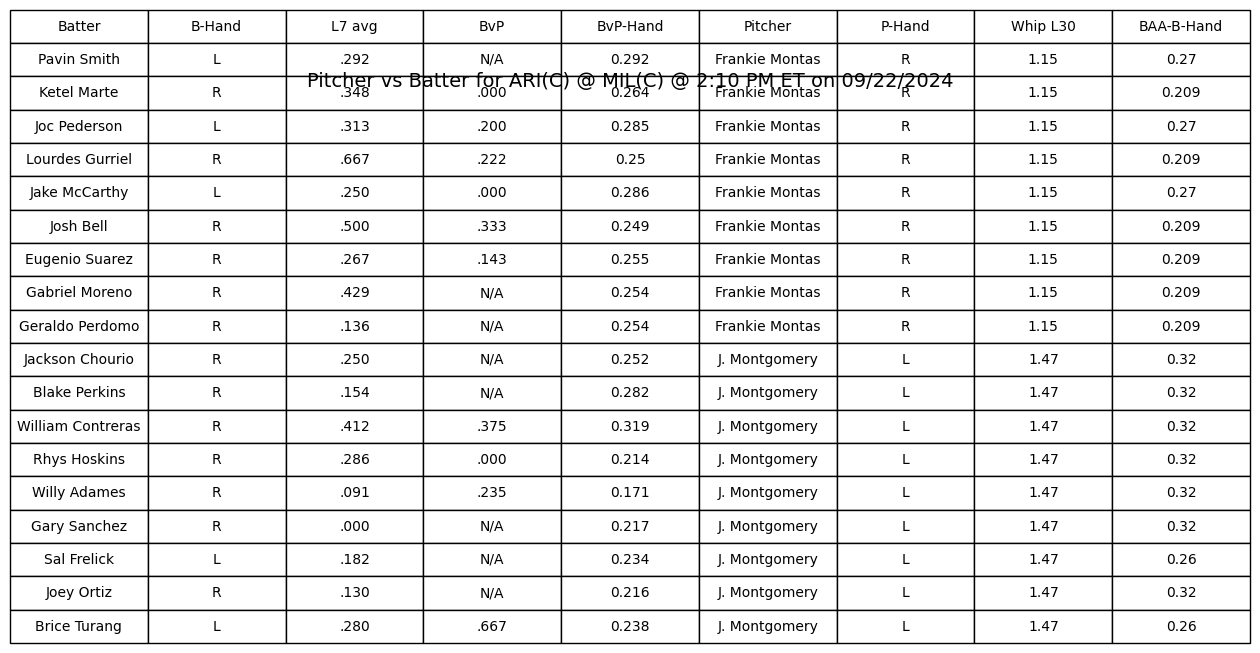 Batter B-Hand L7 avg BvP BvP-Hand Pitcher P-Hand Whip L30 BAA-B-Hand
Pavin Smith L .292 N/A 0.292 Frankie Montas R 1.15 0.27
Pitcher vs Batter for ARI(C) @ MIL(C) @ 2:10 PM ET on 09/22/2024
Ketel Marte R .348 .000 0.264 Frankie Montas R 1.15 0.209
Joc Pederson L .313 .200 0.285 Frankie Montas R 1.15 0.27
Lourdes Gurriel R .667 .222 0.25 Frankie Montas R 1.15 0.209
Jake McCarthy L .250 .000 0.286 Frankie Montas R 1.15 0.27
Josh Bell R .500 .333 0.249 Frankie Montas R 1.15 0.209
Eugenio Suarez R .267 .143 0.255 Frankie Montas R 1.15 0.209
Gabriel Moreno R .429 N/A 0.254 Frankie Montas R 1.15 0.209
Geraldo Perdomo R .136 N/A 0.254 Frankie Montas R 1.15 0.209
Jackson Chourio R .250 N/A 0.252 J. Montgomery L 1.47 0.32
Blake Perkins R .154 N/A 0.282 J. Montgomery L 1.47 0.32
William Contreras R .412 .375 0.319 J. Montgomery L 1.47 0.32
Rhys Hoskins R .286 .000 0.214 J. Montgomery L 1.47 0.32
Willy Adames R .091 .235 0.171 J. Montgomery L 1.47 0.32
Gary Sanchez R .000 N/A 0.217 J. Montgomery L 1.47 0.32
Sal Frelick L .182 N/A 0.234 J. Montgomery L 1.47 0.26
Joey Ortiz R .130 N/A 0.216 J. Montgomery L 1.47 0.32
Brice Turang L .280 .667 0.238 J. Montgomery L 1.47 0.26